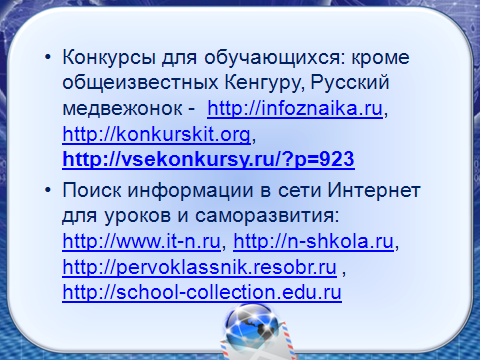 • Конкурсы для обучающихся: кроме
общеизвестных Кенгуру, Русский
медвежонок - http://infoznaika.ru,
http://konkurskit.org,
http://vsekonkursy.ru/?p=923
• Поиск информации в сети Интернет
для уроков и саморазвития:
http://www.it-n.ru, http://n-shkola.ru,
http://pervoklassnik.resobr.ru ,
http://school-collection.edu.ru